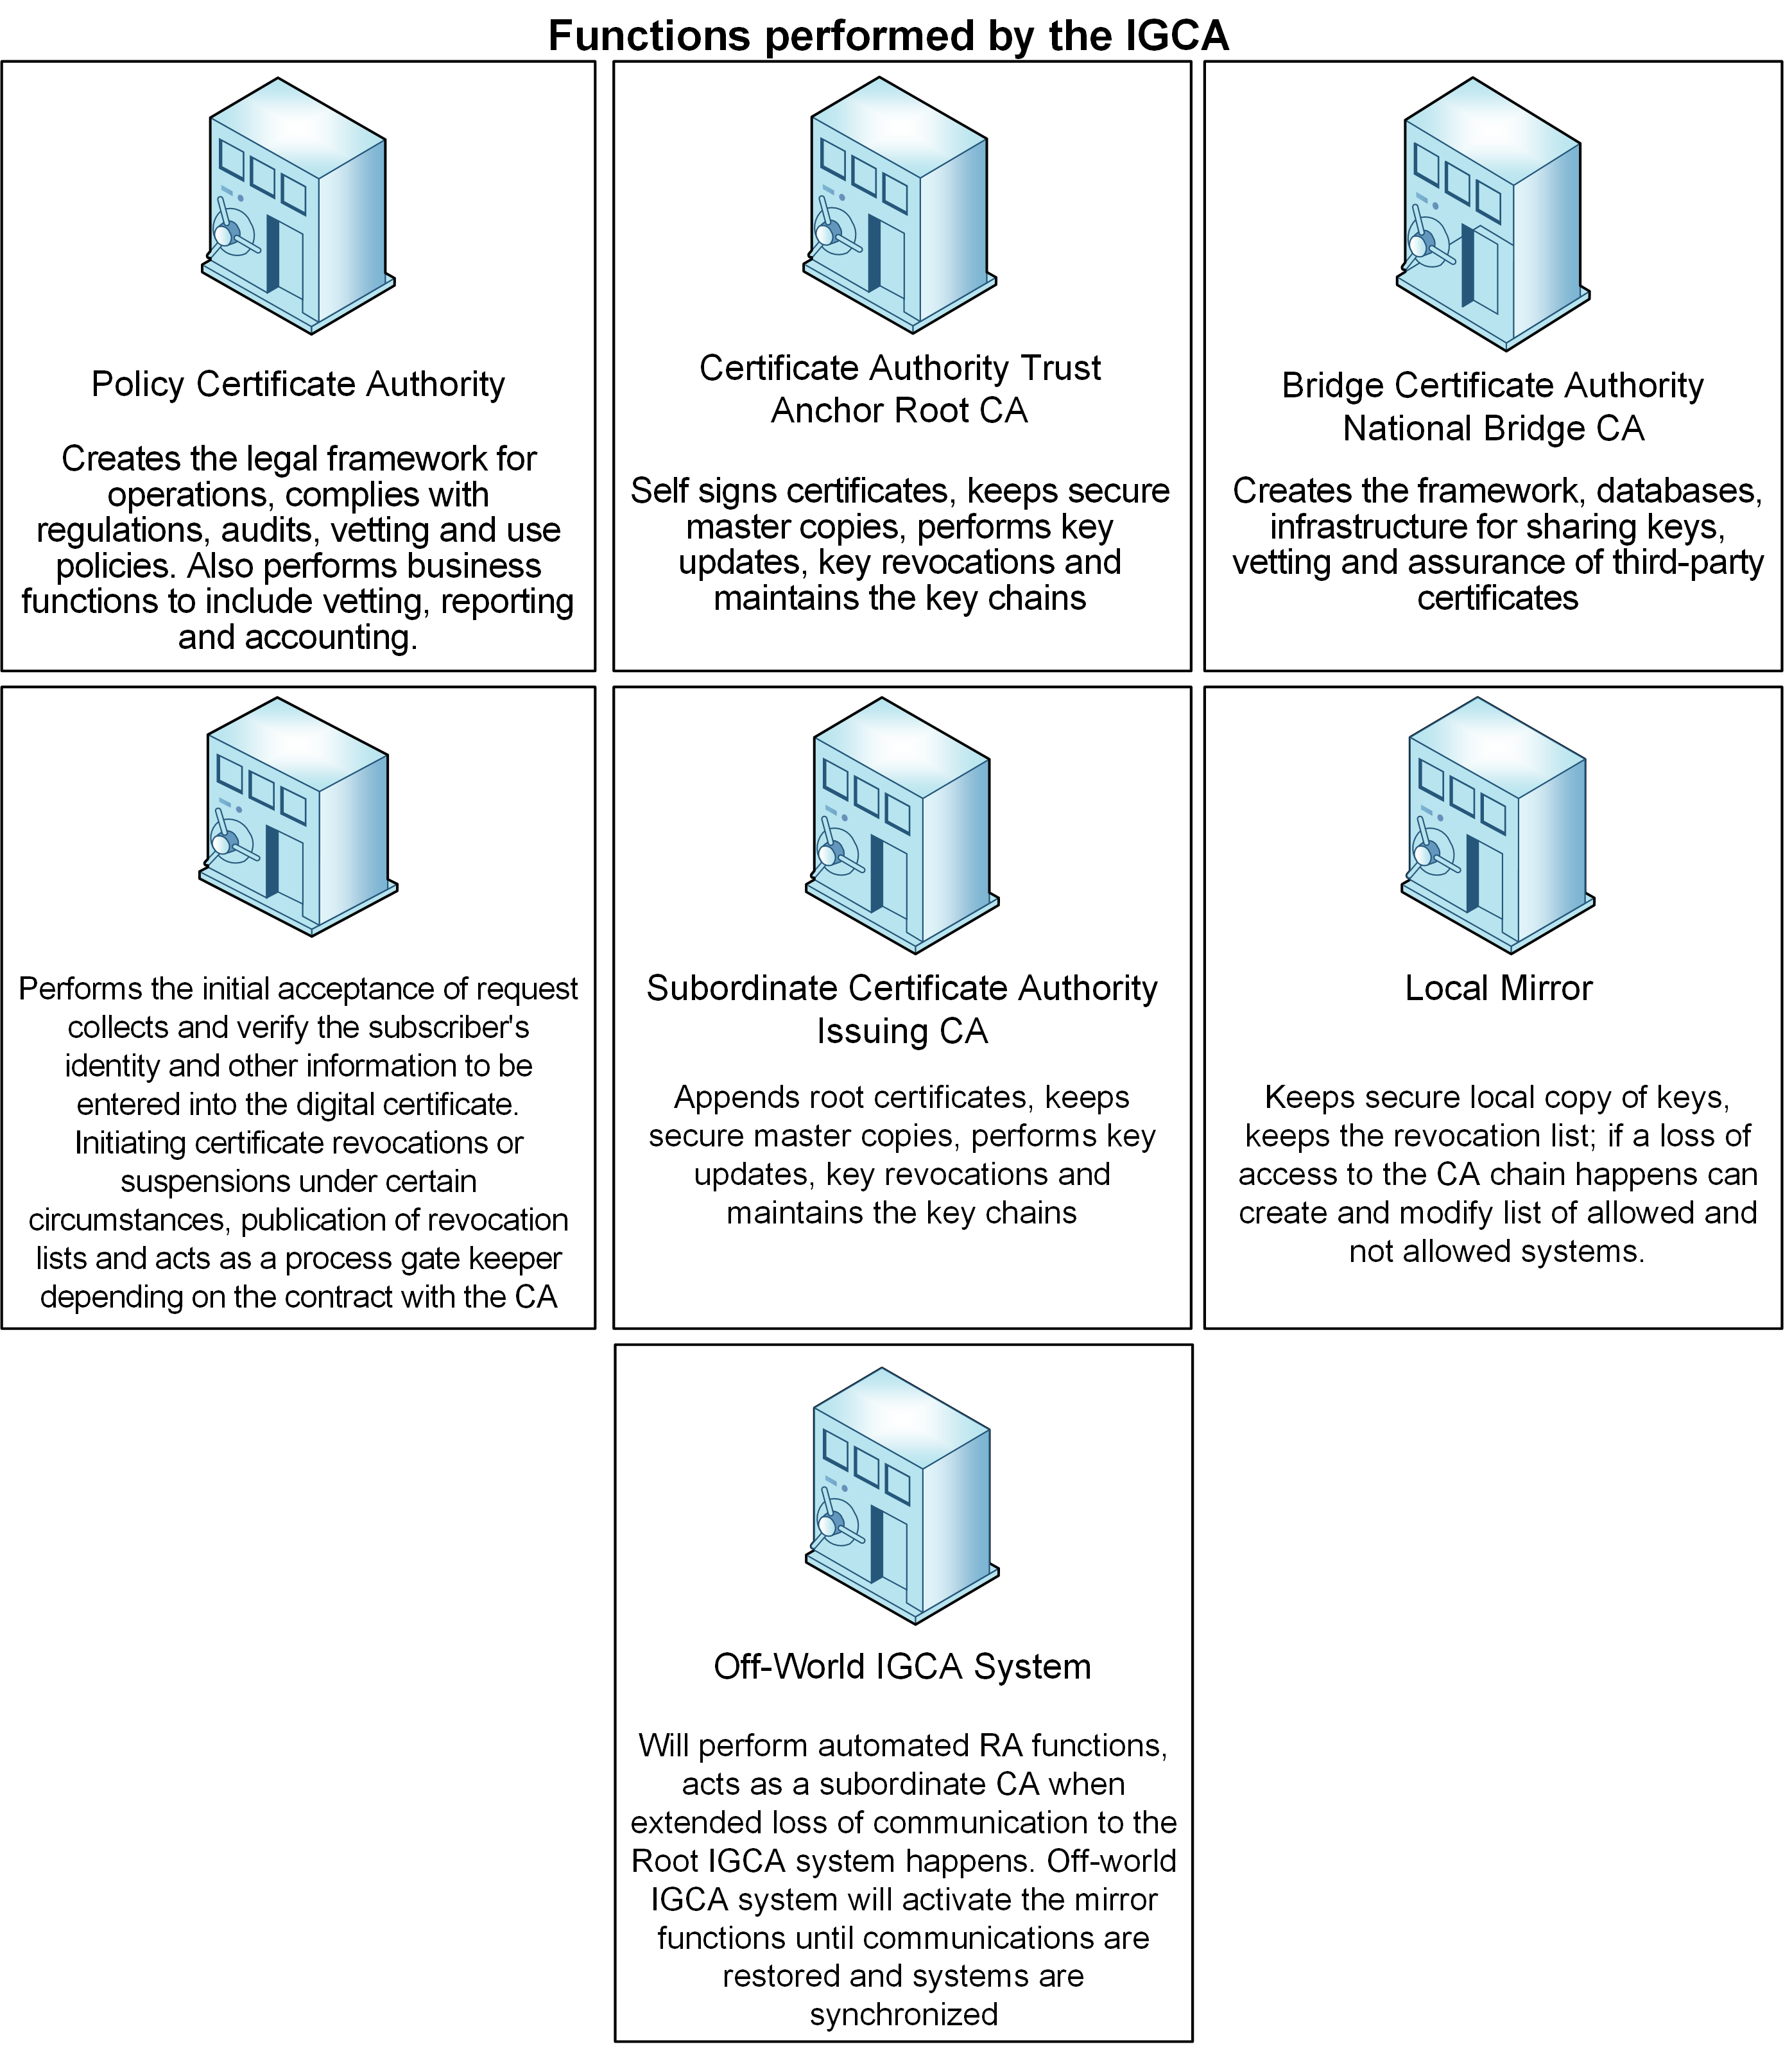 Functions performed by the IGCA
Policy Certificate Authority
Creates the legal framework for
operations, complies with
regulations, audits, vetting and use
policies. Also performs business
functions to include vetting, reporting
and accounting.
Certificate Authority Trust
Anchor Root CA
Self signs certificates, keeps secure
master copies, performs key
updates, key revocations and
maintains the key chains
Bridge Certificate Authority
National Bridge CA
Creates the framework, databases,
infrastructure for sharing keys,
vetting and assurance of third-party
certificates
Performs the initial acceptance of request
collects and verify the subscriber's
identity and other information to be
entered into the digital certificate.
Initiating certificate revocations or
suspensions under certain
circumstances, publication of revocation
lists and acts as a process gate keeper
depending on the contract with the CA
Subordinate Certificate Authority
Issuing CA
Appends root certificates, keeps
secure master copies, performs key
updates, key revocations and
maintains the key chains
Local Mirror
Keeps secure local copy of keys,
keeps the revocation list; if a loss of
access to the CA chain happens can
create and modify list of allowed and
not allowed systems.
Off-World IGCA System
Will perform automated RA functions,
acts as a subordinate CA when
extended loss of communication to the
Root IGCA system happens. Off-world
IGCA system will activate the mirror
functions until communications are
restored and systems are
synchronized